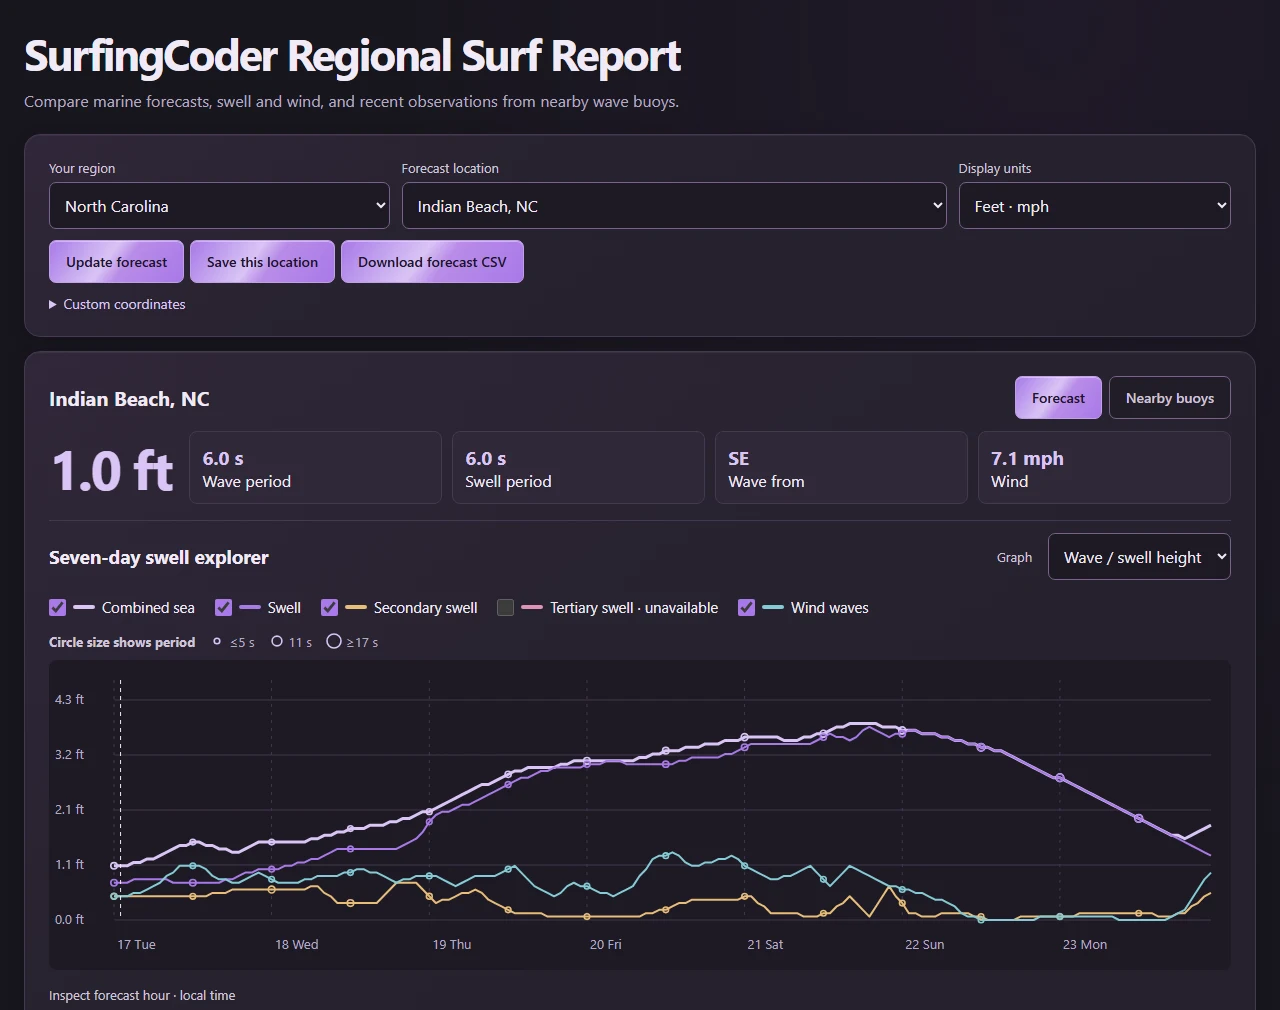 SurfingCoder Regional Surf Report
Compare marine forecasts, swell and wind, and recent observations from nearby wave buoys.
Your region
Forecast location
Display units
North Carolina
Indian Beach, NC
Feet · mph
Update forecast
Save this location
Download forecast CSV
▶ Custom coordinates
Indian Beach, NC
Forecast
Nearby buoys
1.0 ft
6.0 s
Wave period
6.0 s
Swell period
SE
Wave from
7.1 mph
Wind
Seven-day swell explorer
Graph
Wave / swell height
Combined sea
Swell
Secondary swell
Tertiary swell · unavailable
Wind waves
Circle size shows period
≤5 s
11 s
≥17 s
4.3 ft
3.2 ft
2.1 ft
1.1 ft
0.0 ft
17 Tue
18 Wed
19 Thu
20 Fri
21 Sat
22 Sun
23 Mon
Inspect forecast hour · local time